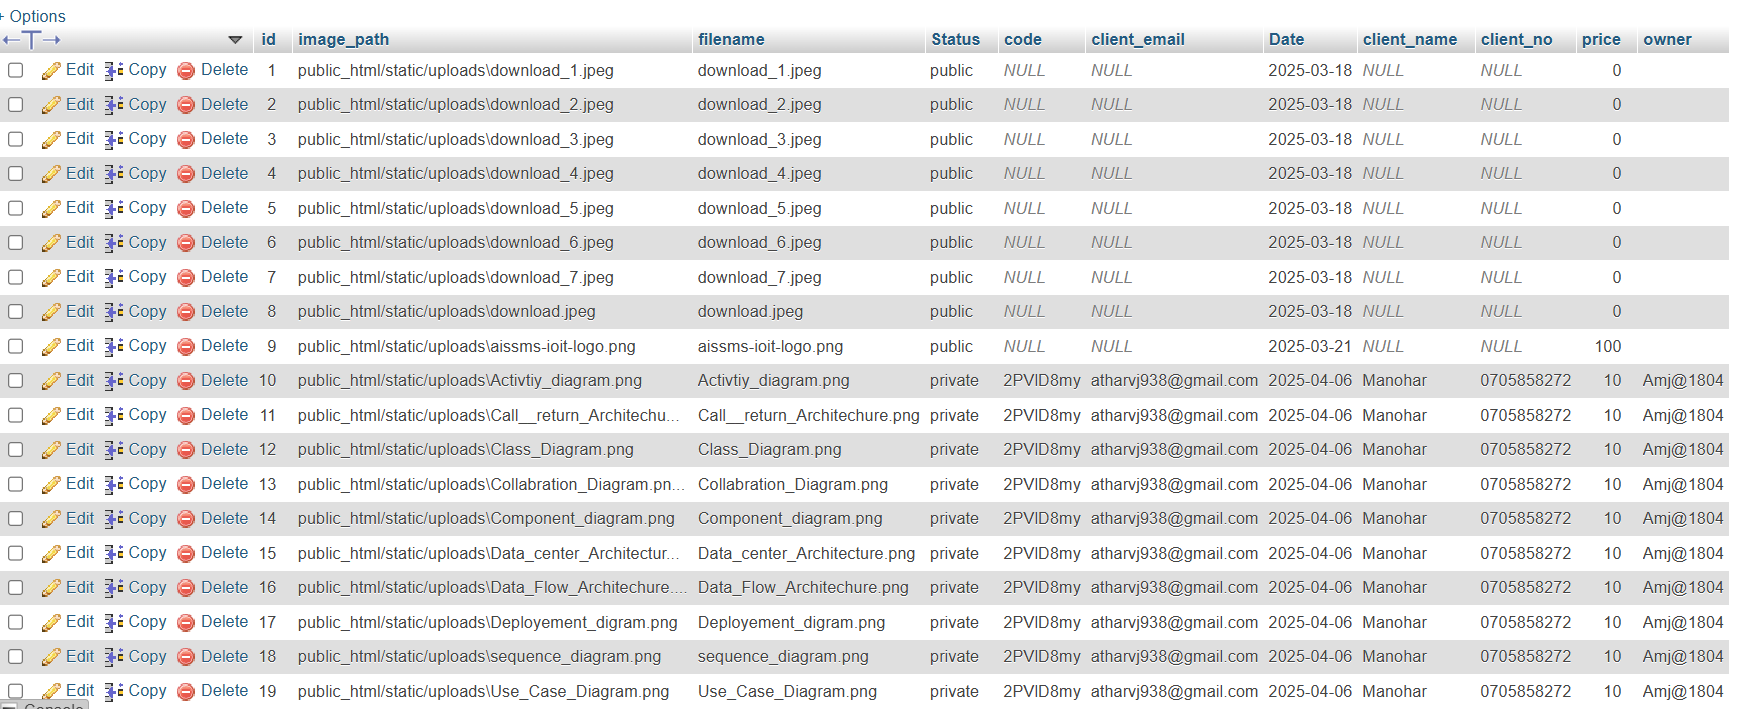 + Options
←T→ id image_path filename Status code client_email Date client_name client_no price owner
Edit Copy Delete 1 public_html/static/uploads\download_1.jpeg download_1.jpeg public NULL NULL 2025-03-18 NULL NULL 0
Edit Copy Delete 2 public_html/static/uploads\download_2.jpeg download_2.jpeg public NULL NULL 2025-03-18 NULL NULL 0
Edit Copy Delete 3 public_html/static/uploads\download_3.jpeg download_3.jpeg public NULL NULL 2025-03-18 NULL NULL 0
Edit Copy Delete 4 public_html/static/uploads\download_4.jpeg download_4.jpeg public NULL NULL 2025-03-18 NULL NULL 0
Edit Copy Delete 5 public_html/static/uploads\download_5.jpeg download_5.jpeg public NULL NULL 2025-03-18 NULL NULL 0
Edit Copy Delete 6 public_html/static/uploads\download_6.jpeg download_6.jpeg public NULL NULL 2025-03-18 NULL NULL 0
Edit Copy Delete 7 public_html/static/uploads\download_7.jpeg download_7.jpeg public NULL NULL 2025-03-18 NULL NULL 0
Edit Copy Delete 8 public_html/static/uploads\download.jpeg download.jpeg public NULL NULL 2025-03-18 NULL NULL 0
Edit Copy Delete 9 public_html/static/uploads\aissms-ioit-logo.png aissms-ioit-logo.png public NULL NULL 2025-03-21 NULL NULL 100
Edit Copy Delete 10 public_html/static/uploads\Activtiy_diagram.png Activtiy_diagram.png private 2PVID8my atharvj938@gmail.com 2025-04-06 Manohar 0705858272 10 Amj@1804
Edit Copy Delete 11 public_html/static/uploads\Call__return_Architechu... Call__return_Architechure.png private 2PVID8my atharvj938@gmail.com 2025-04-06 Manohar 0705858272 10 Amj@1804
Edit Copy Delete 12 public_html/static/uploads\Class_Diagram.png Class_Diagram.png private 2PVID8my atharvj938@gmail.com 2025-04-06 Manohar 0705858272 10 Amj@1804
Edit Copy Delete 13 public_html/static/uploads\Collabration_Diagram.pn... Collabration_Diagram.png private 2PVID8my atharvj938@gmail.com 2025-04-06 Manohar 0705858272 10 Amj@1804
Edit Copy Delete 14 public_html/static/uploads\Component_diagram.png Component_diagram.png private 2PVID8my atharvj938@gmail.com 2025-04-06 Manohar 0705858272 10 Amj@1804
Edit Copy Delete 15 public_html/static/uploads\Data_center_Architectur... Data_center_Architecture.png private 2PVID8my atharvj938@gmail.com 2025-04-06 Manohar 0705858272 10 Amj@1804
Edit Copy Delete 16 public_html/static/uploads\Data_Flow_Architechure.... Data_Flow_Architechure.png private 2PVID8my atharvj938@gmail.com 2025-04-06 Manohar 0705858272 10 Amj@1804
Edit Copy Delete 17 public_html/static/uploads\Deployement_digram.png Deployement_digram.png private 2PVID8my atharvj938@gmail.com 2025-04-06 Manohar 0705858272 10 Amj@1804
Edit Copy Delete 18 public_html/static/uploads\sequence_diagram.png sequence_diagram.png private 2PVID8my atharvj938@gmail.com 2025-04-06 Manohar 0705858272 10 Amj@1804
Edit Copy Delete 19 public_html/static/uploads\Use_Case_Diagram.png Use_Case_Diagram.png private 2PVID8my atharvj938@gmail.com 2025-04-06 Manohar 0705858272 10 Amj@1804
Console